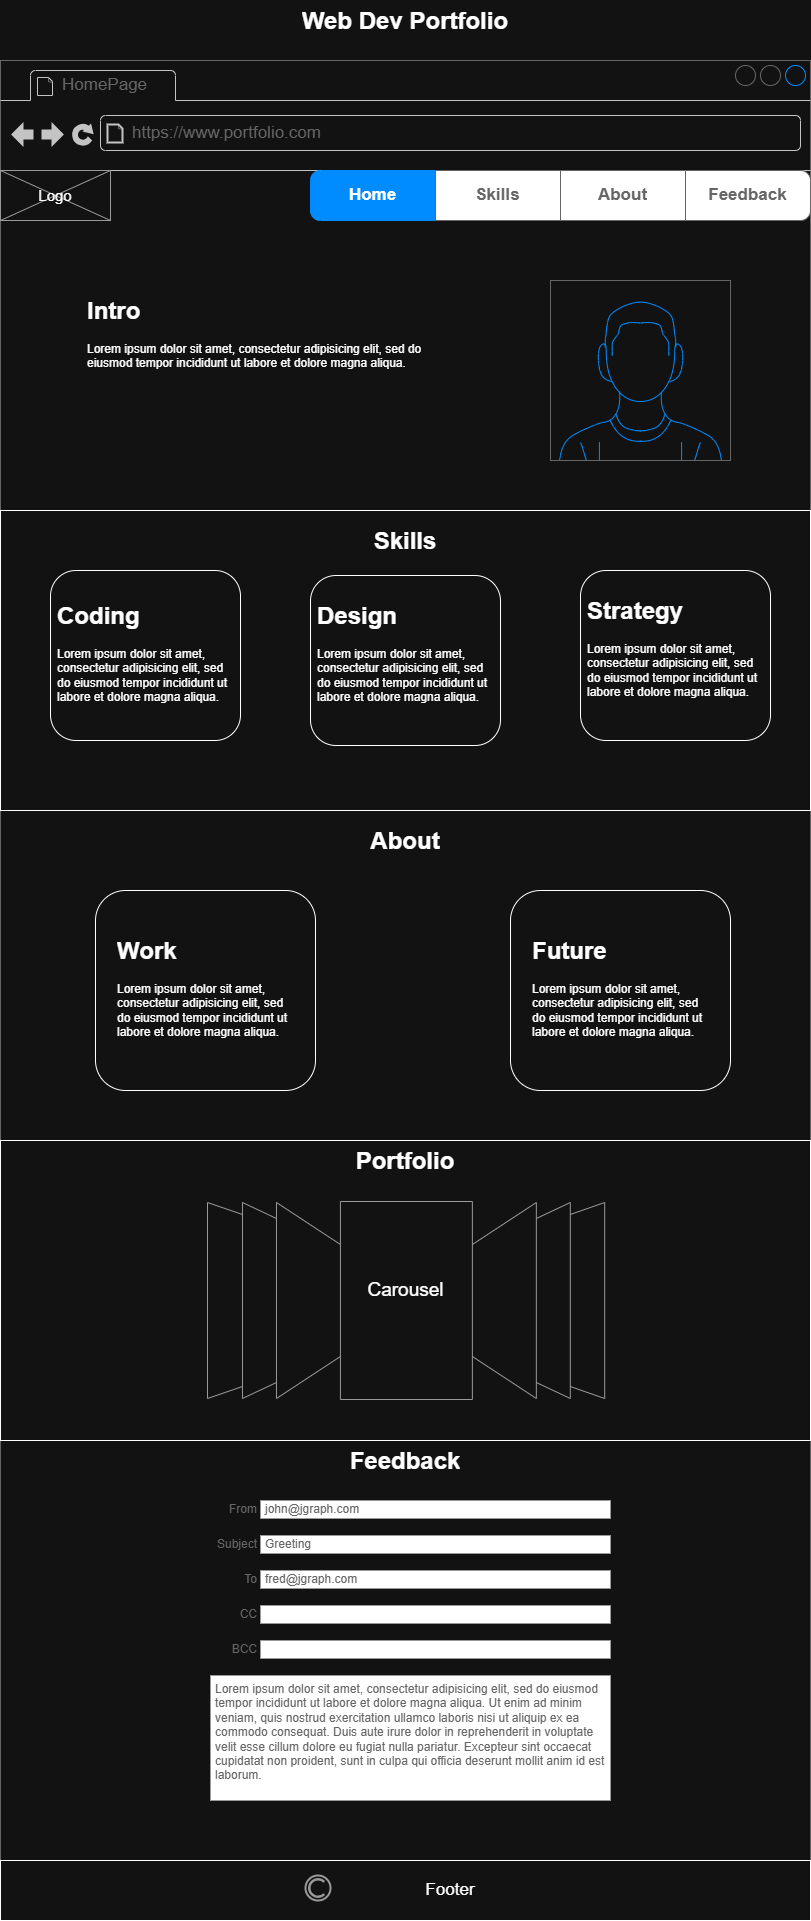 Web Dev Portfolio
HomePage
https://www.portfolio.com
Logo
Home
Skills
About
Feedback
Intro
Lorem ipsum dolor sit amet, consectetur adipisicing elit, sed do
eiusmod tempor incididunt ut labore et dolore magna aliqua.
Skills
Coding
Lorem ipsum dolor sit amet,
consectetur adipisicing elit, sed
do eiusmod tempor incididunt ut
labore et dolore magna aliqua.
Design
Lorem ipsum dolor sit amet,
consectetur adipisicing elit, sed
do eiusmod tempor incididunt ut
labore et dolore magna aliqua.
Strategy
Lorem ipsum dolor sit amet,
consectetur adipisicing elit, sed
do eiusmod tempor incididunt ut
labore et dolore magna aliqua.
About
Work
Lorem ipsum dolor sit amet,
consectetur adipisicing elit, sed
do eiusmod tempor incididunt ut
labore et dolore magna aliqua.
Future
Lorem ipsum dolor sit amet,
consectetur adipisicing elit, sed
do eiusmod tempor incididunt ut
labore et dolore magna aliqua.
Portfolio
Carousel
Feedback
From john@jgraph.com
Subject Greeting
To fred@jgraph.com
CC
BCC
Lorem ipsum dolor sit amet, consectetur adipisicing elit, sed do eiusmod
tempor incididunt ut labore et dolore magna aliqua. Ut enim ad minim
veniam, quis nostrud exercitation ullamco laboris nisi ut aliquip ex ea
commodo consequat. Duis aute irure dolor in reprehenderit in voluptate
velit esse cillum dolore eu fugiat nulla pariatur. Excepteur sint occaecat
cupidatat non proident, sunt in culpa qui officia deserunt mollit anim id est
laborum.
© Footer